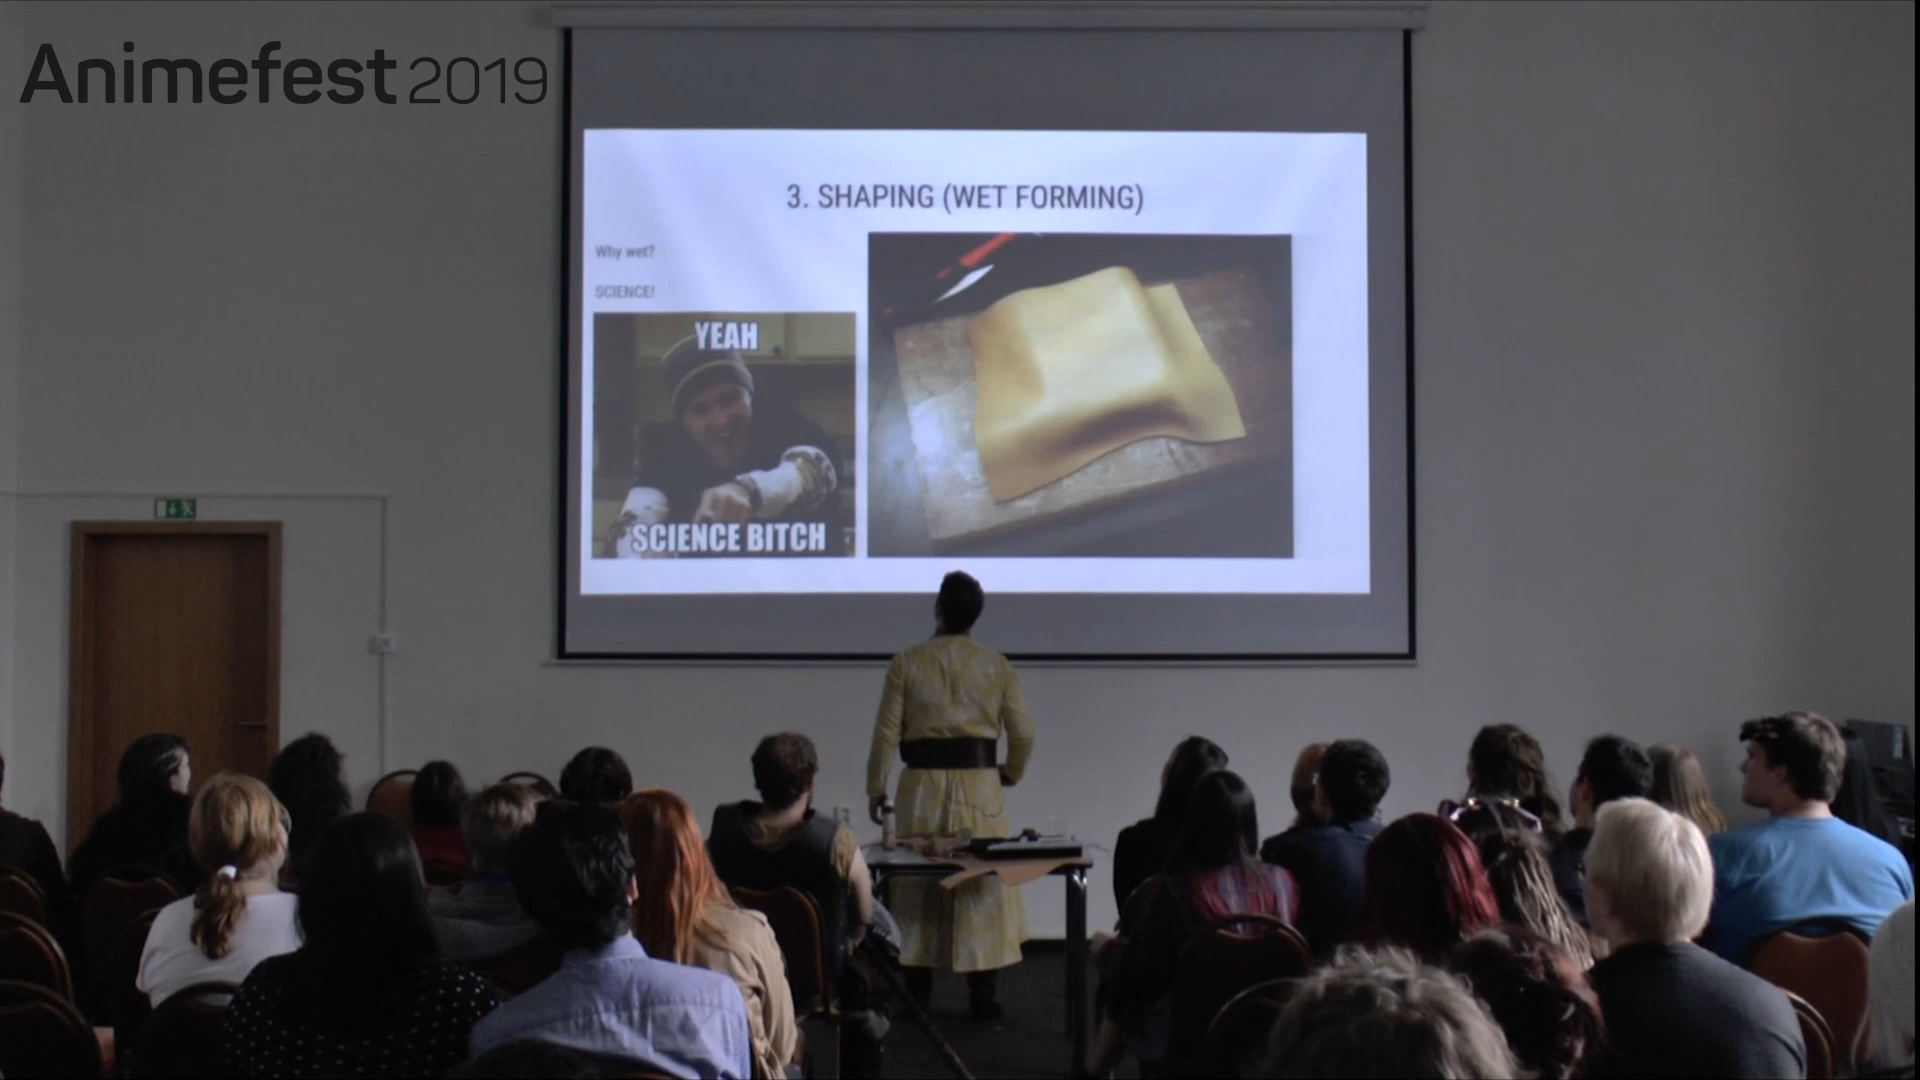 Animefest 2019
3. SHAPING (WET FORMING)
Why wet?
SCIENCE!
YEAH
SCIENCE BITCH